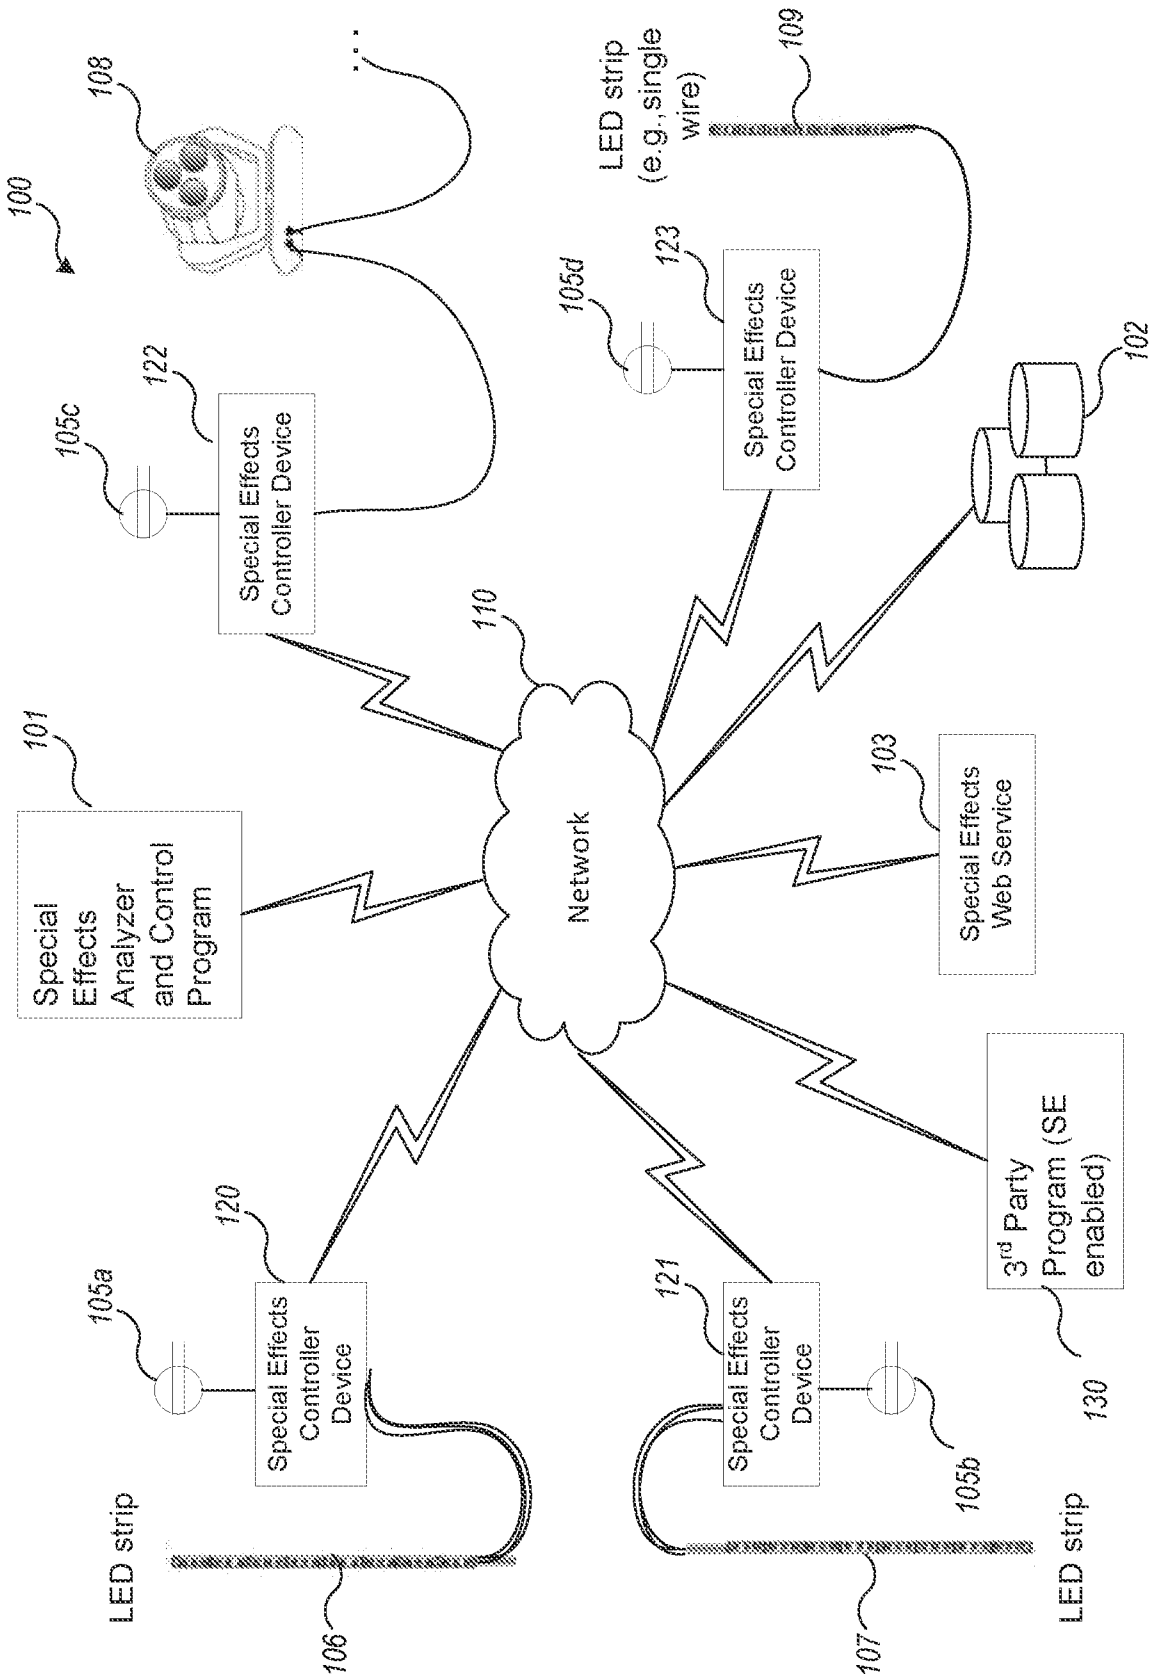 100
Special
Effects
Analyzer
and Control
Program
101
LED strip
106
105a
Special Effects
Controller
Device
120
105c
Special Effects
Controller Device
122
108
...
Network
110
LED strip
107
105b
Special Effects
Controller
Device
121
3rd Party
Program (SE
enabled)
130
Special Effects
Web Service
103
102
105d
Special Effects
Controller Device
123
LED strip
(e.g.,single
wire)
109